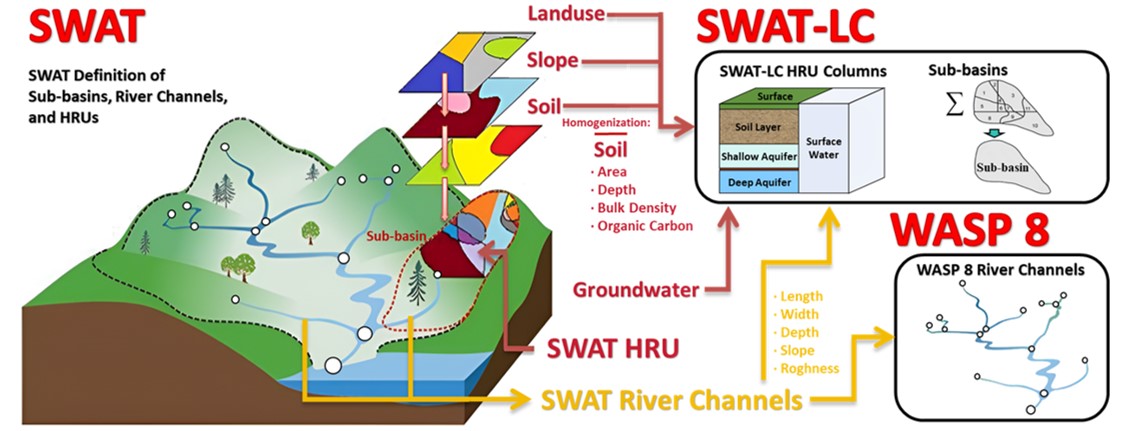 SWAT
SWAT Definition of
Sub-basins, River Channels,
and HRUs
Landuse
Slope
Soil
Homogenization:
Soil
· Area
· Depth
· Bulk Density
· Organic Carbon
Sub-basin
Groundwater
SWAT HRU
SWAT River Channels
· Length
· Width
· Depth
· Slope
· Roghness
SWAT-LC
SWAT-LC HRU Columns
Surface
Soil Layer
Shallow Aquifer
Deep Aquifer
Surface
Water
Sub-basins
Σ
Sub-basin
WASP 8
WASP 8 River Channels